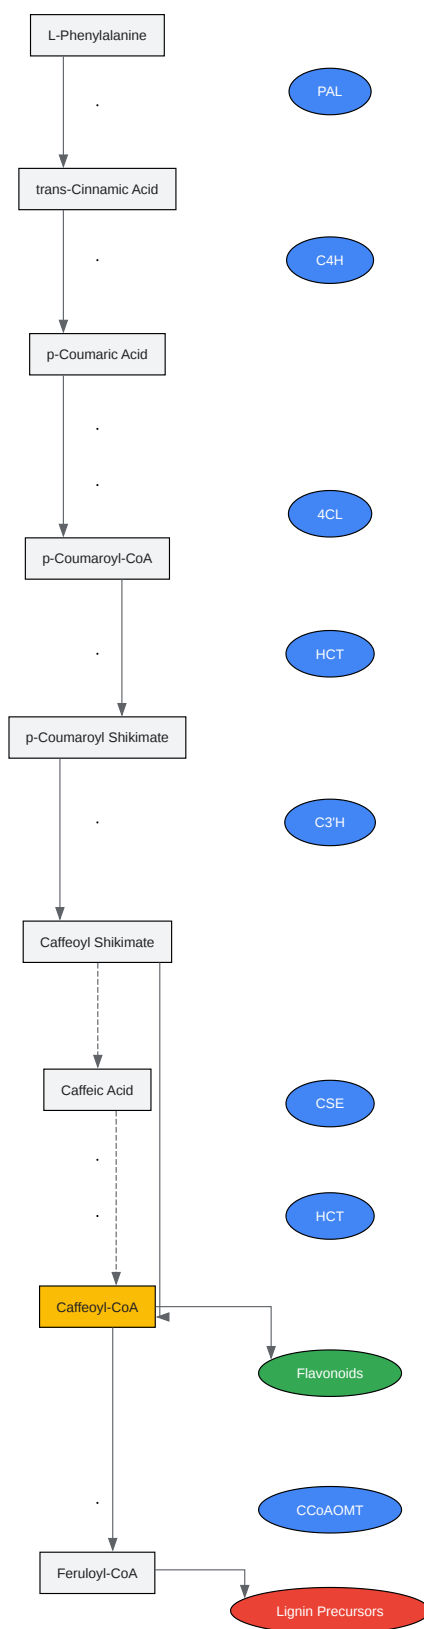 L-Phenylalanine
PAL
trans-Cinnamic Acid
C4H
p-Coumaric Acid
4CL
p-Coumaroyl-CoA
HCT
p-Coumaroyl Shikimate
C3'H
Caffeoyl Shikimate
Caffeic Acid
CSE
HCT
Caffeoyl-CoA
Flavonoids
CCoAOMT
Feruloyl-CoA
Lignin Precursors